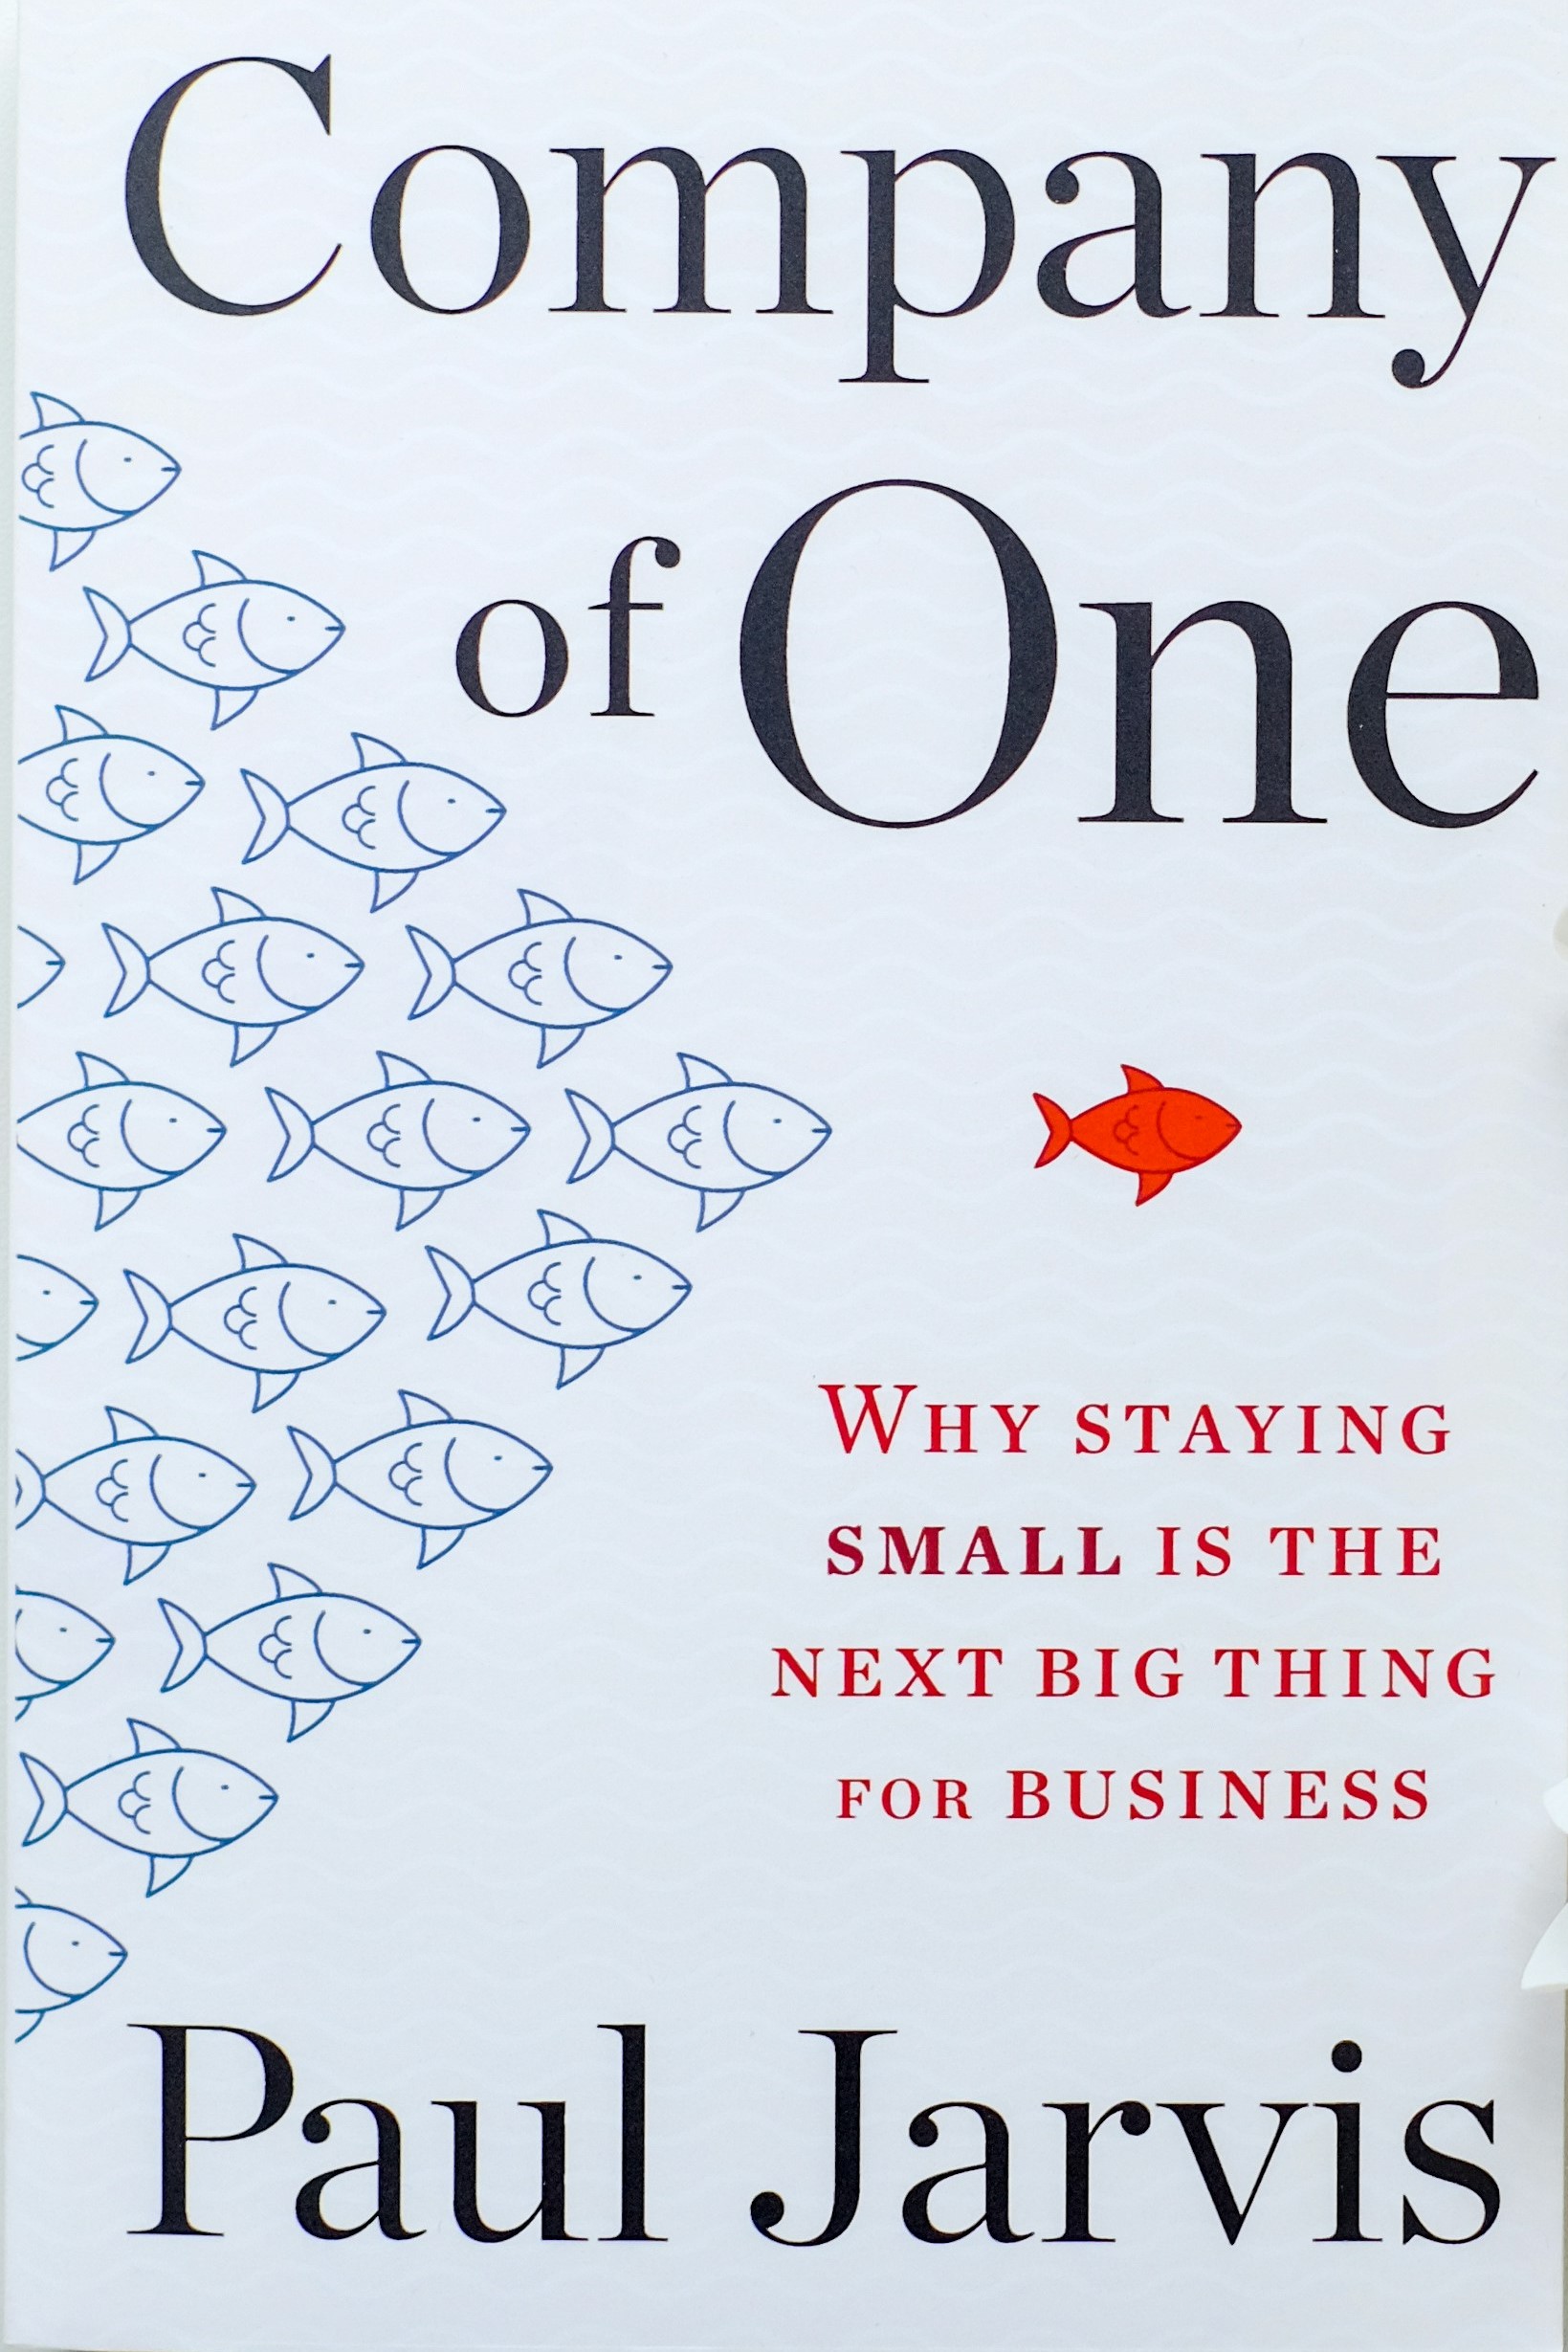 Company
of One
WHY STAYING
SMALL IS THE
NEXT BIG THING
FOR BUSINESS
Paul Jarvis